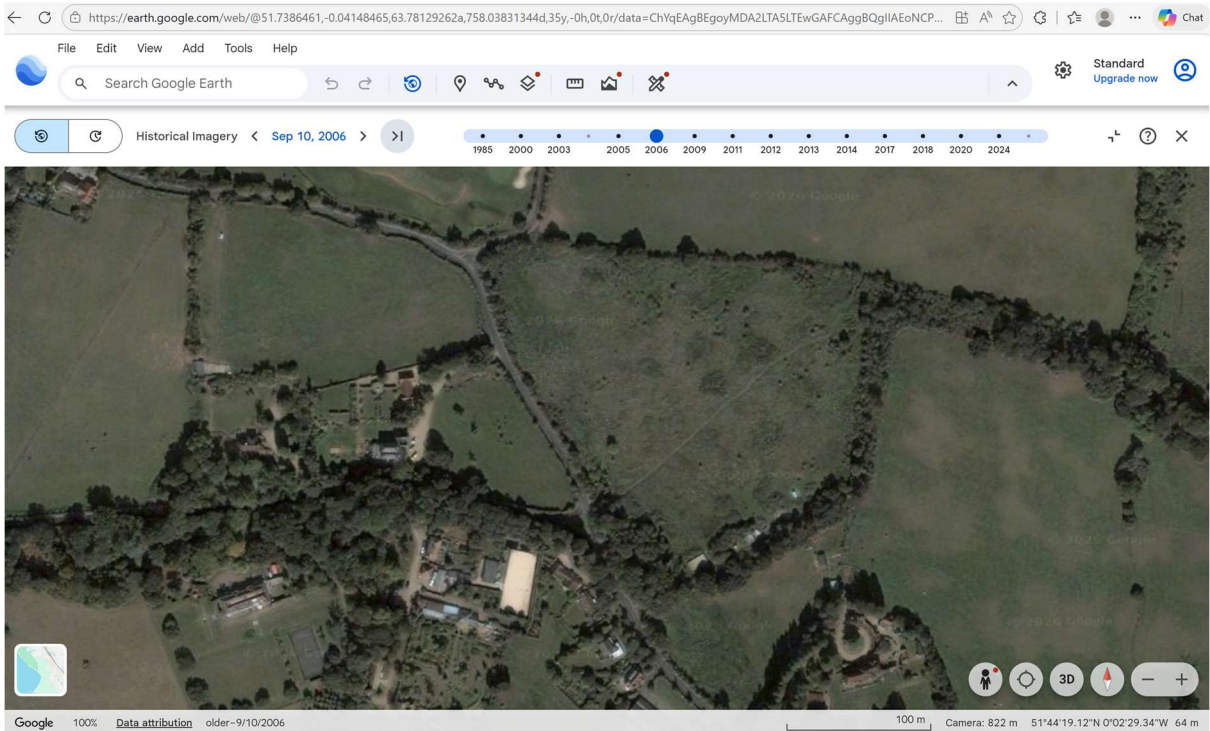 https://earth.google.com/web/@51.7386461,-0.04148465,63.78129262a,758.03831344d,35y,-0h,0t,0r/data=ChYqEAgBEgoyMDA2LTA5LTEwGAFCAggBQgIIAEoNCP...
Chat
File Edit View Add Tools Help
Search Google Earth
Standard
Upgrade now
Historical Imagery
Sep 10, 2006
1985 2000 2003 2005 2006 2009 2011 2012 2013 2014 2017 2018 2020 2024
© 2026 Google
© 2026 Google
© 2026 Google
3D
Google 100% Data attribution older–9/10/2006 100 m Camera: 822 m 51°44'19.12"N 0°02'29.34"W 64 m